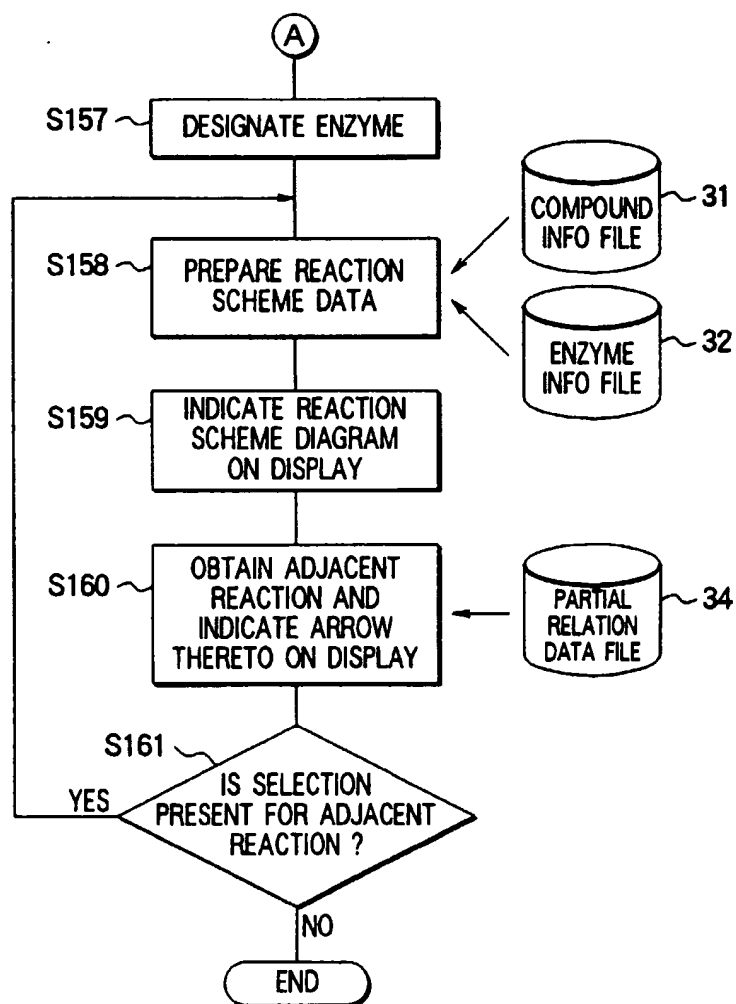 A
S157
DESIGNATE ENZYME
S158
PREPARE REACTION
SCHEME DATA
COMPOUND
INFO FILE
31
ENZYME
INFO FILE
32
S159
INDICATE REACTION
SCHEME DIAGRAM
ON DISPLAY
S160
OBTAIN ADJACENT
REACTION AND
INDICATE ARROW
THERETO ON DISPLAY
PARTIAL
RELATION
DATA FILE
34
S161
IS SELECTION
PRESENT FOR ADJACENT
REACTION ?
YES
NO
END